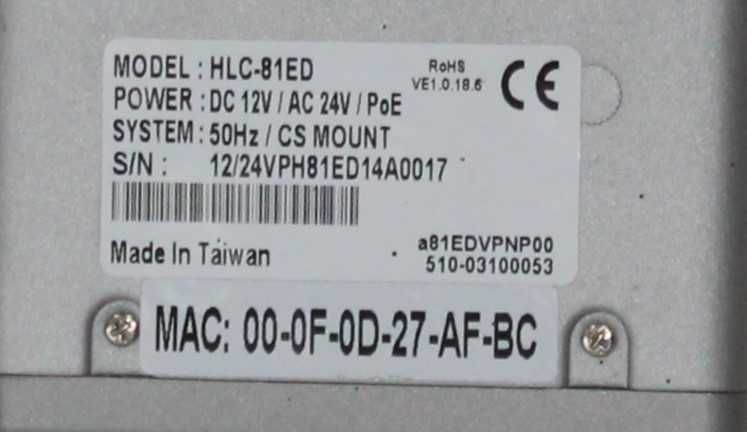 MODEL : HLC-81ED
RoHS
VE1.0.18.6
CE
POWER : DC 12V / AC 24V / PoE
SYSTEM : 50Hz / CS MOUNT
S/N : 12/24VPH81ED14A0017
a81EDVPNP00
Made In Taiwan
510-03100053
MAC: 00-0F-0D-27-AF-BC